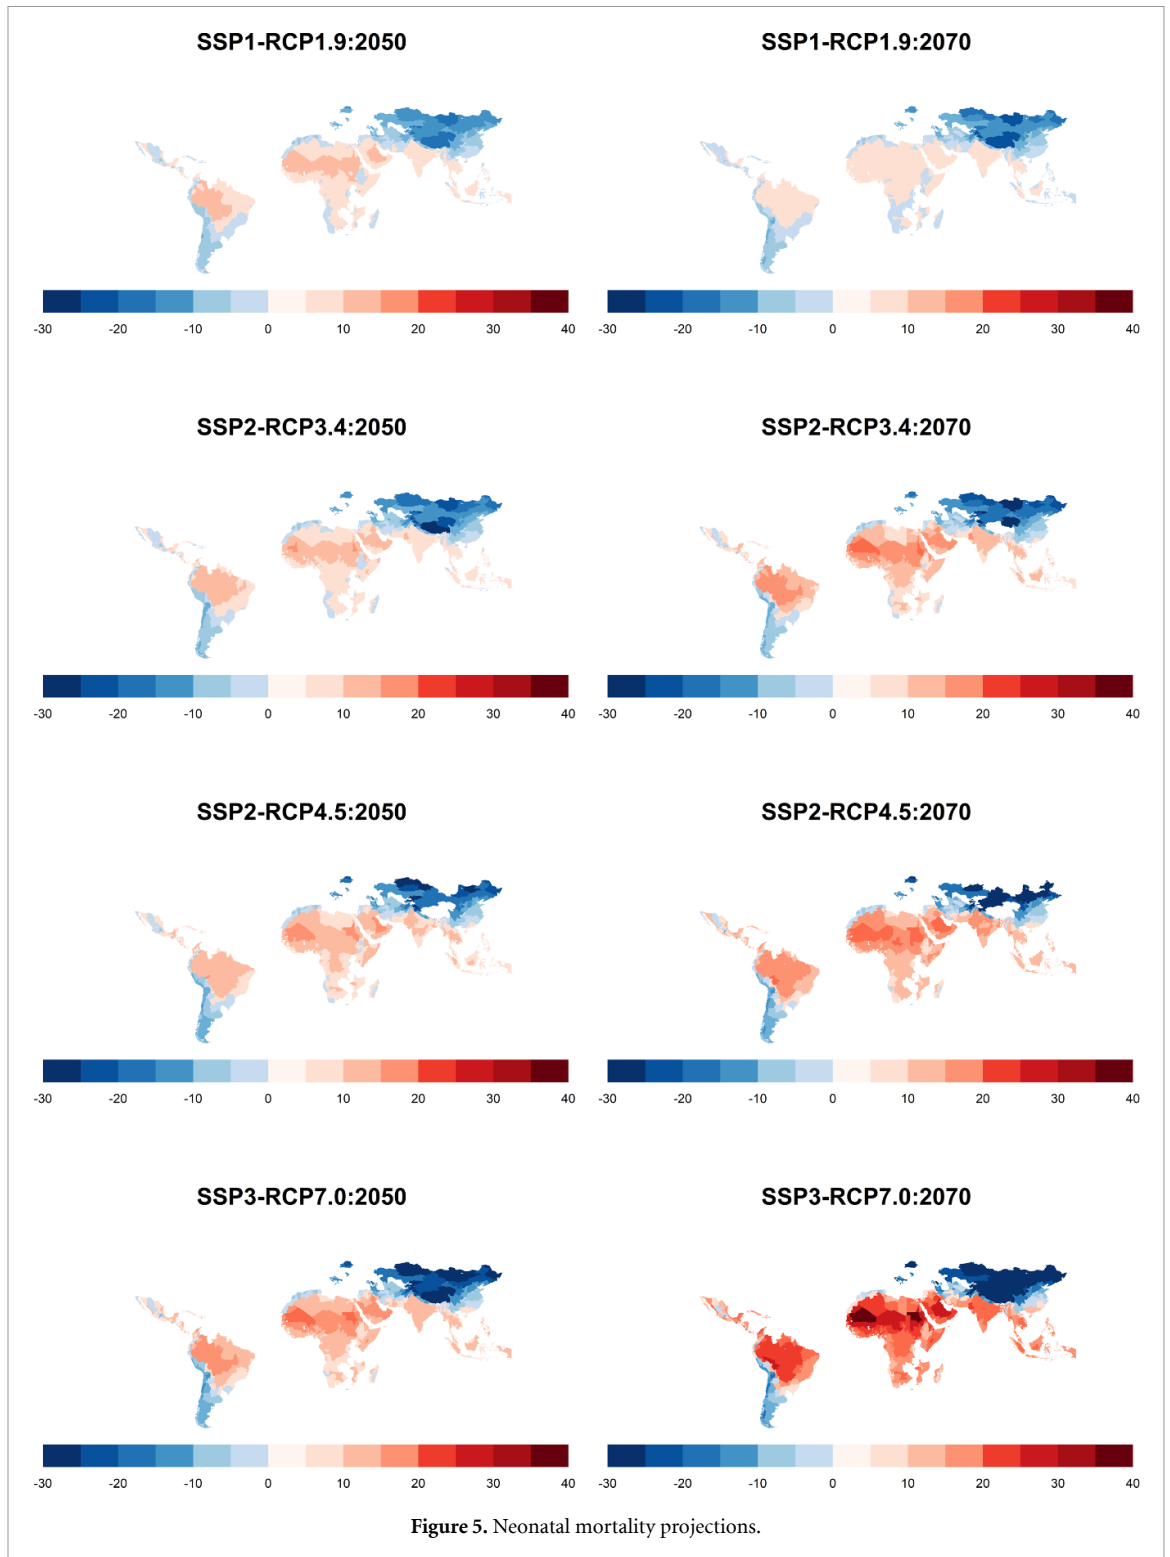 SSP1-RCP1.9:2050
SSP1-RCP1.9:2070
-30 -20 -10 0 10 20 30 40
-30 -20 -10 0 10 20 30 40
SSP2-RCP3.4:2050
SSP2-RCP3.4:2070
-30 -20 -10 0 10 20 30 40
-30 -20 -10 0 10 20 30 40
SSP2-RCP4.5:2050
SSP2-RCP4.5:2070
-30 -20 -10 0 10 20 30 40
-30 -20 -10 0 10 20 30 40
SSP3-RCP7.0:2050
SSP3-RCP7.0:2070
-30 -20 -10 0 10 20 30 40
-30 -20 -10 0 10 20 30 40
Figure 5. Neonatal mortality projections.